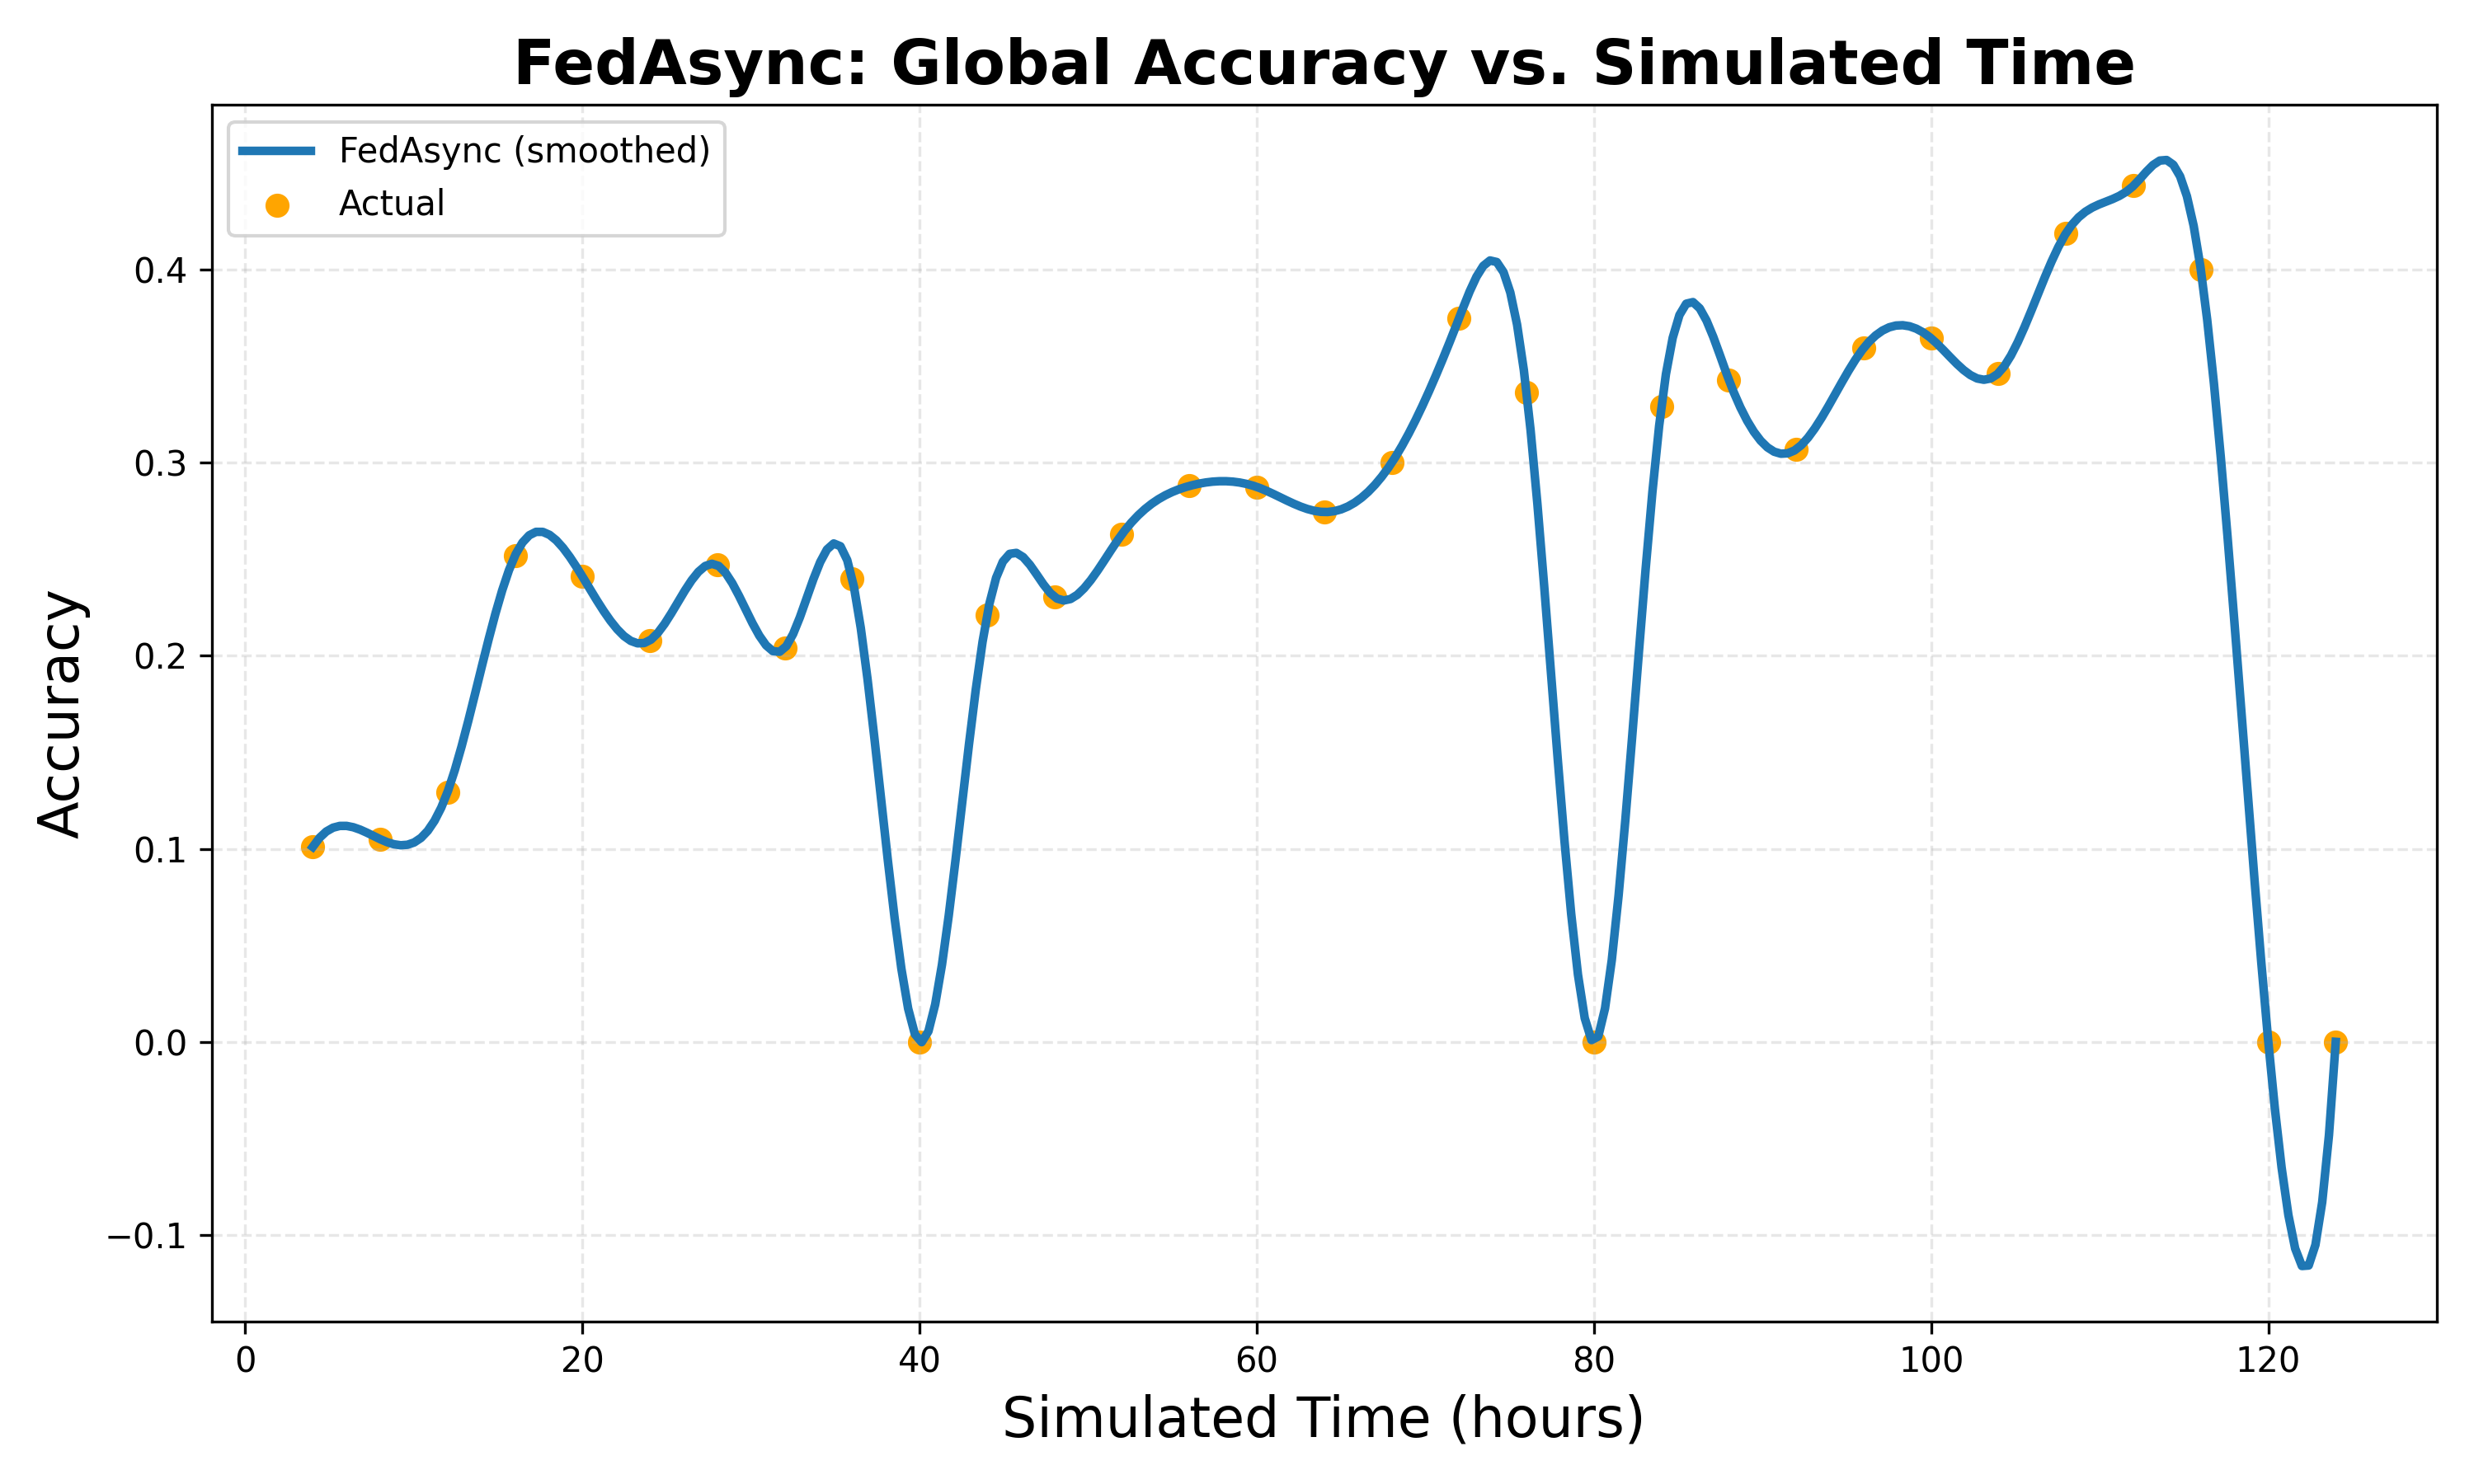 FedAsync: Global Accuracy vs. Simulated Time
FedAsync (smoothed)
Actual
Accuracy
0.4
0.3
0.2
0.1
0.0
−0.1
0 20 40 60 80 100 120
Simulated Time (hours)